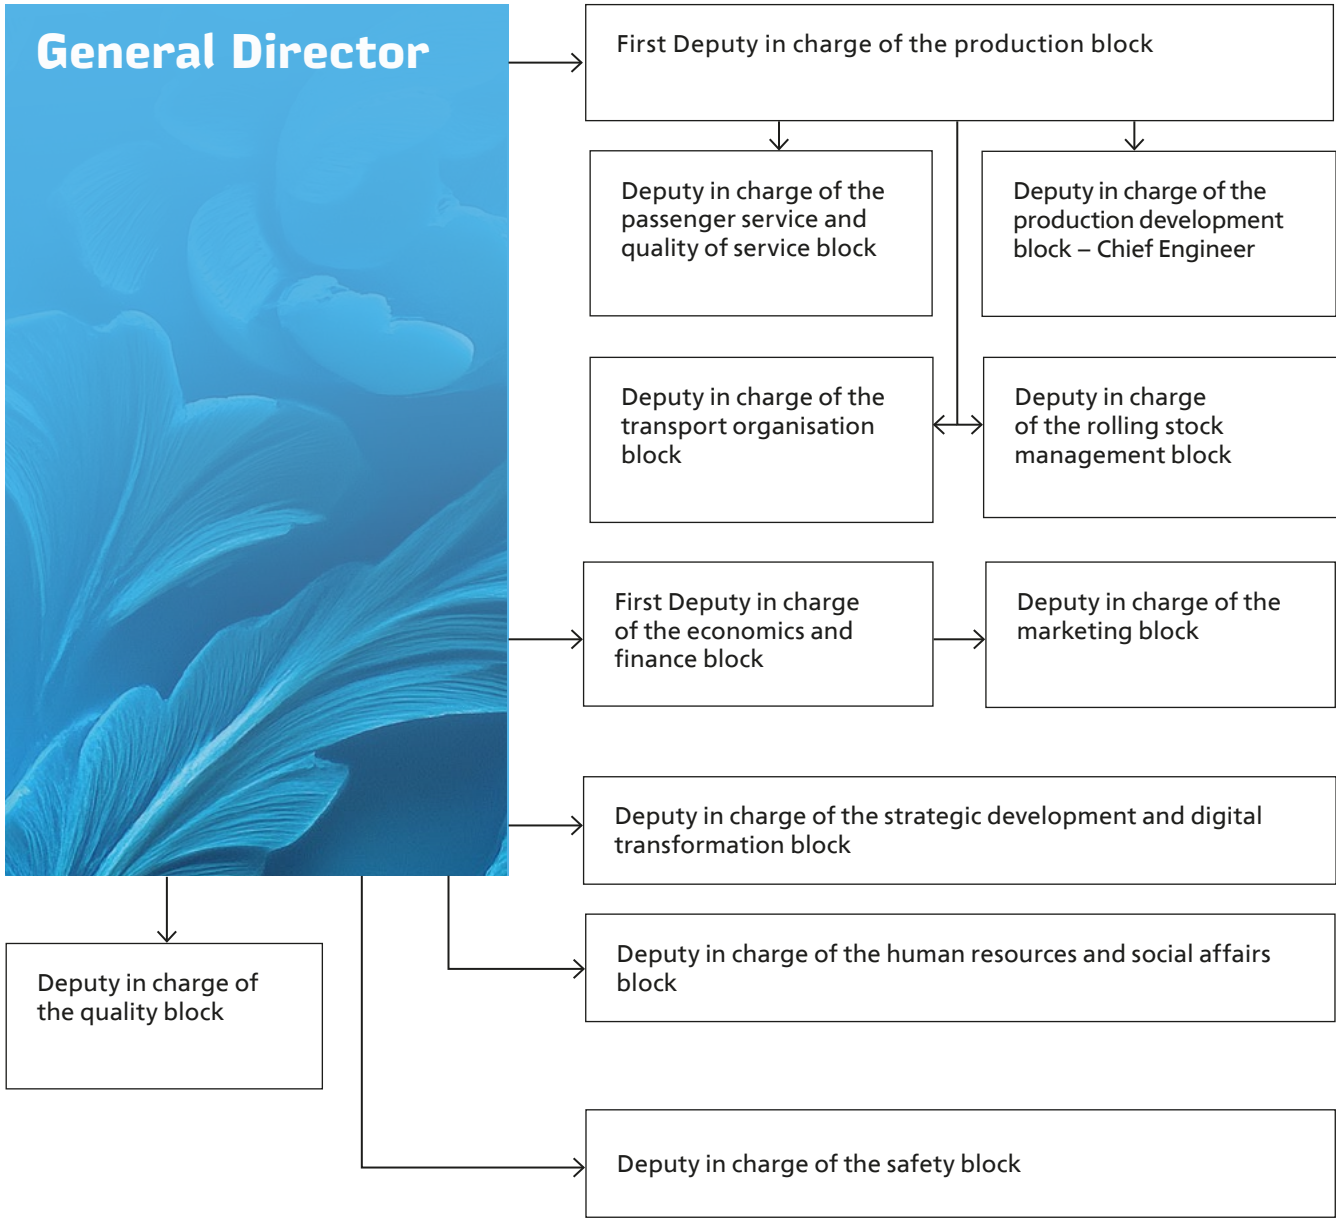 General Director
First Deputy in charge of the production block
Deputy in charge of the
passenger service and
quality of service block
Deputy in charge of the
production development
block – Chief Engineer
Deputy in charge of the
transport organisation
block
Deputy in charge
of the rolling stock
management block
First Deputy in charge
of the economics and
finance block
Deputy in charge of the
marketing block
Deputy in charge of the strategic development and digital
transformation block
Deputy in charge of the human resources and social affairs
block
Deputy in charge of
the quality block
Deputy in charge of the safety block